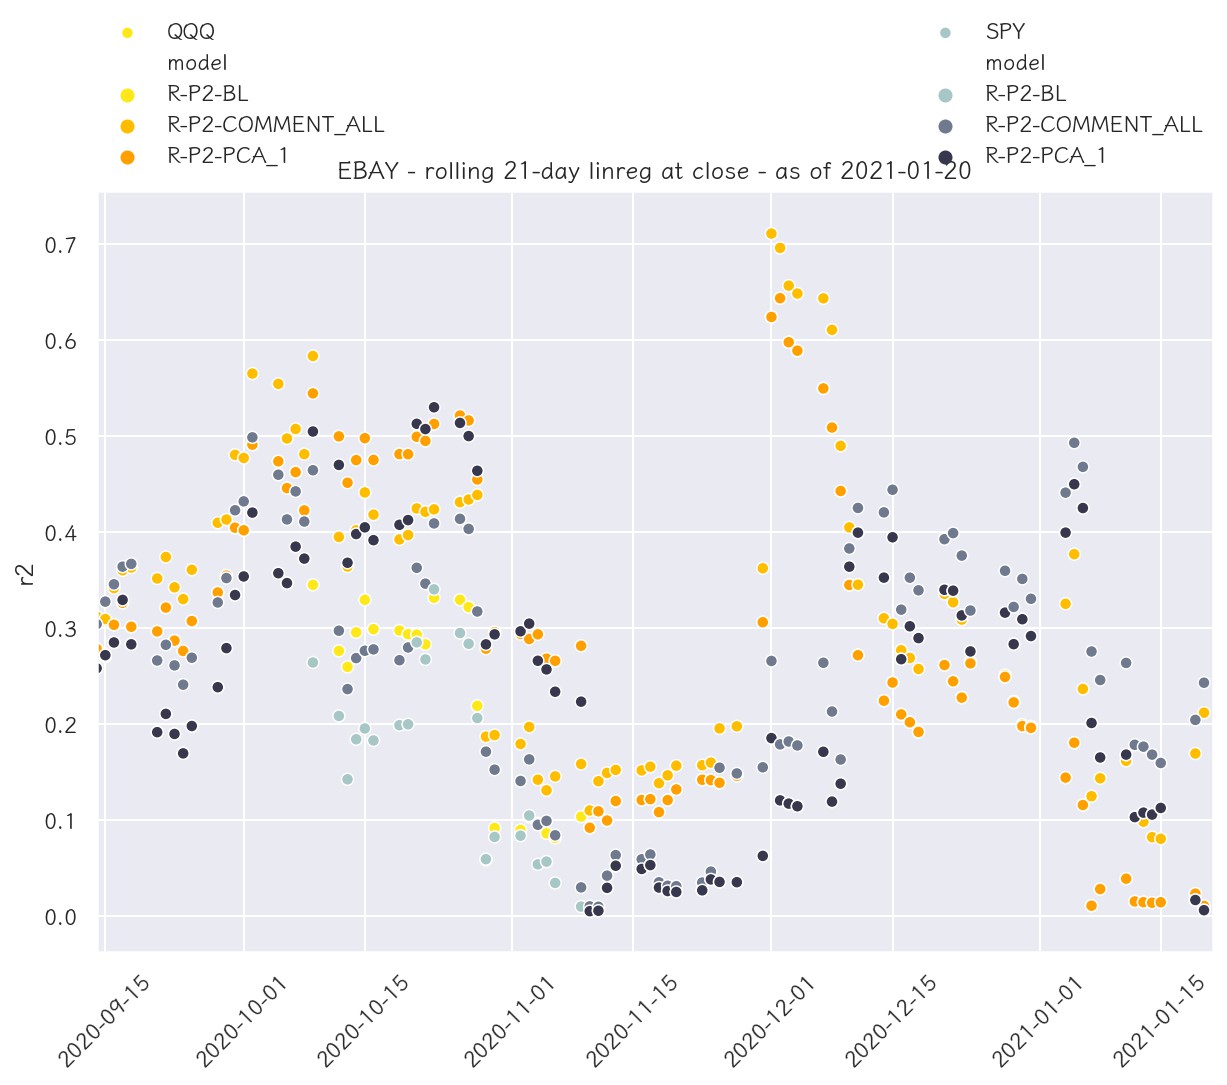 QQQ
model
R-P2-BL
R-P2-COMMENT_ALL
R-P2-PCA_1
SPY
model
R-P2-BL
R-P2-COMMENT_ALL
R-P2-PCA_1
EBAY - rolling 21-day linreg at close - as of 2021-01-20
r2
0.7
0.6
0.5
0.4
0.3
0.2
0.1
0.0
2020-09-15
2020-10-01
2020-10-15
2020-11-01
2020-11-15
2020-12-01
2020-12-15
2021-01-01
2021-01-15